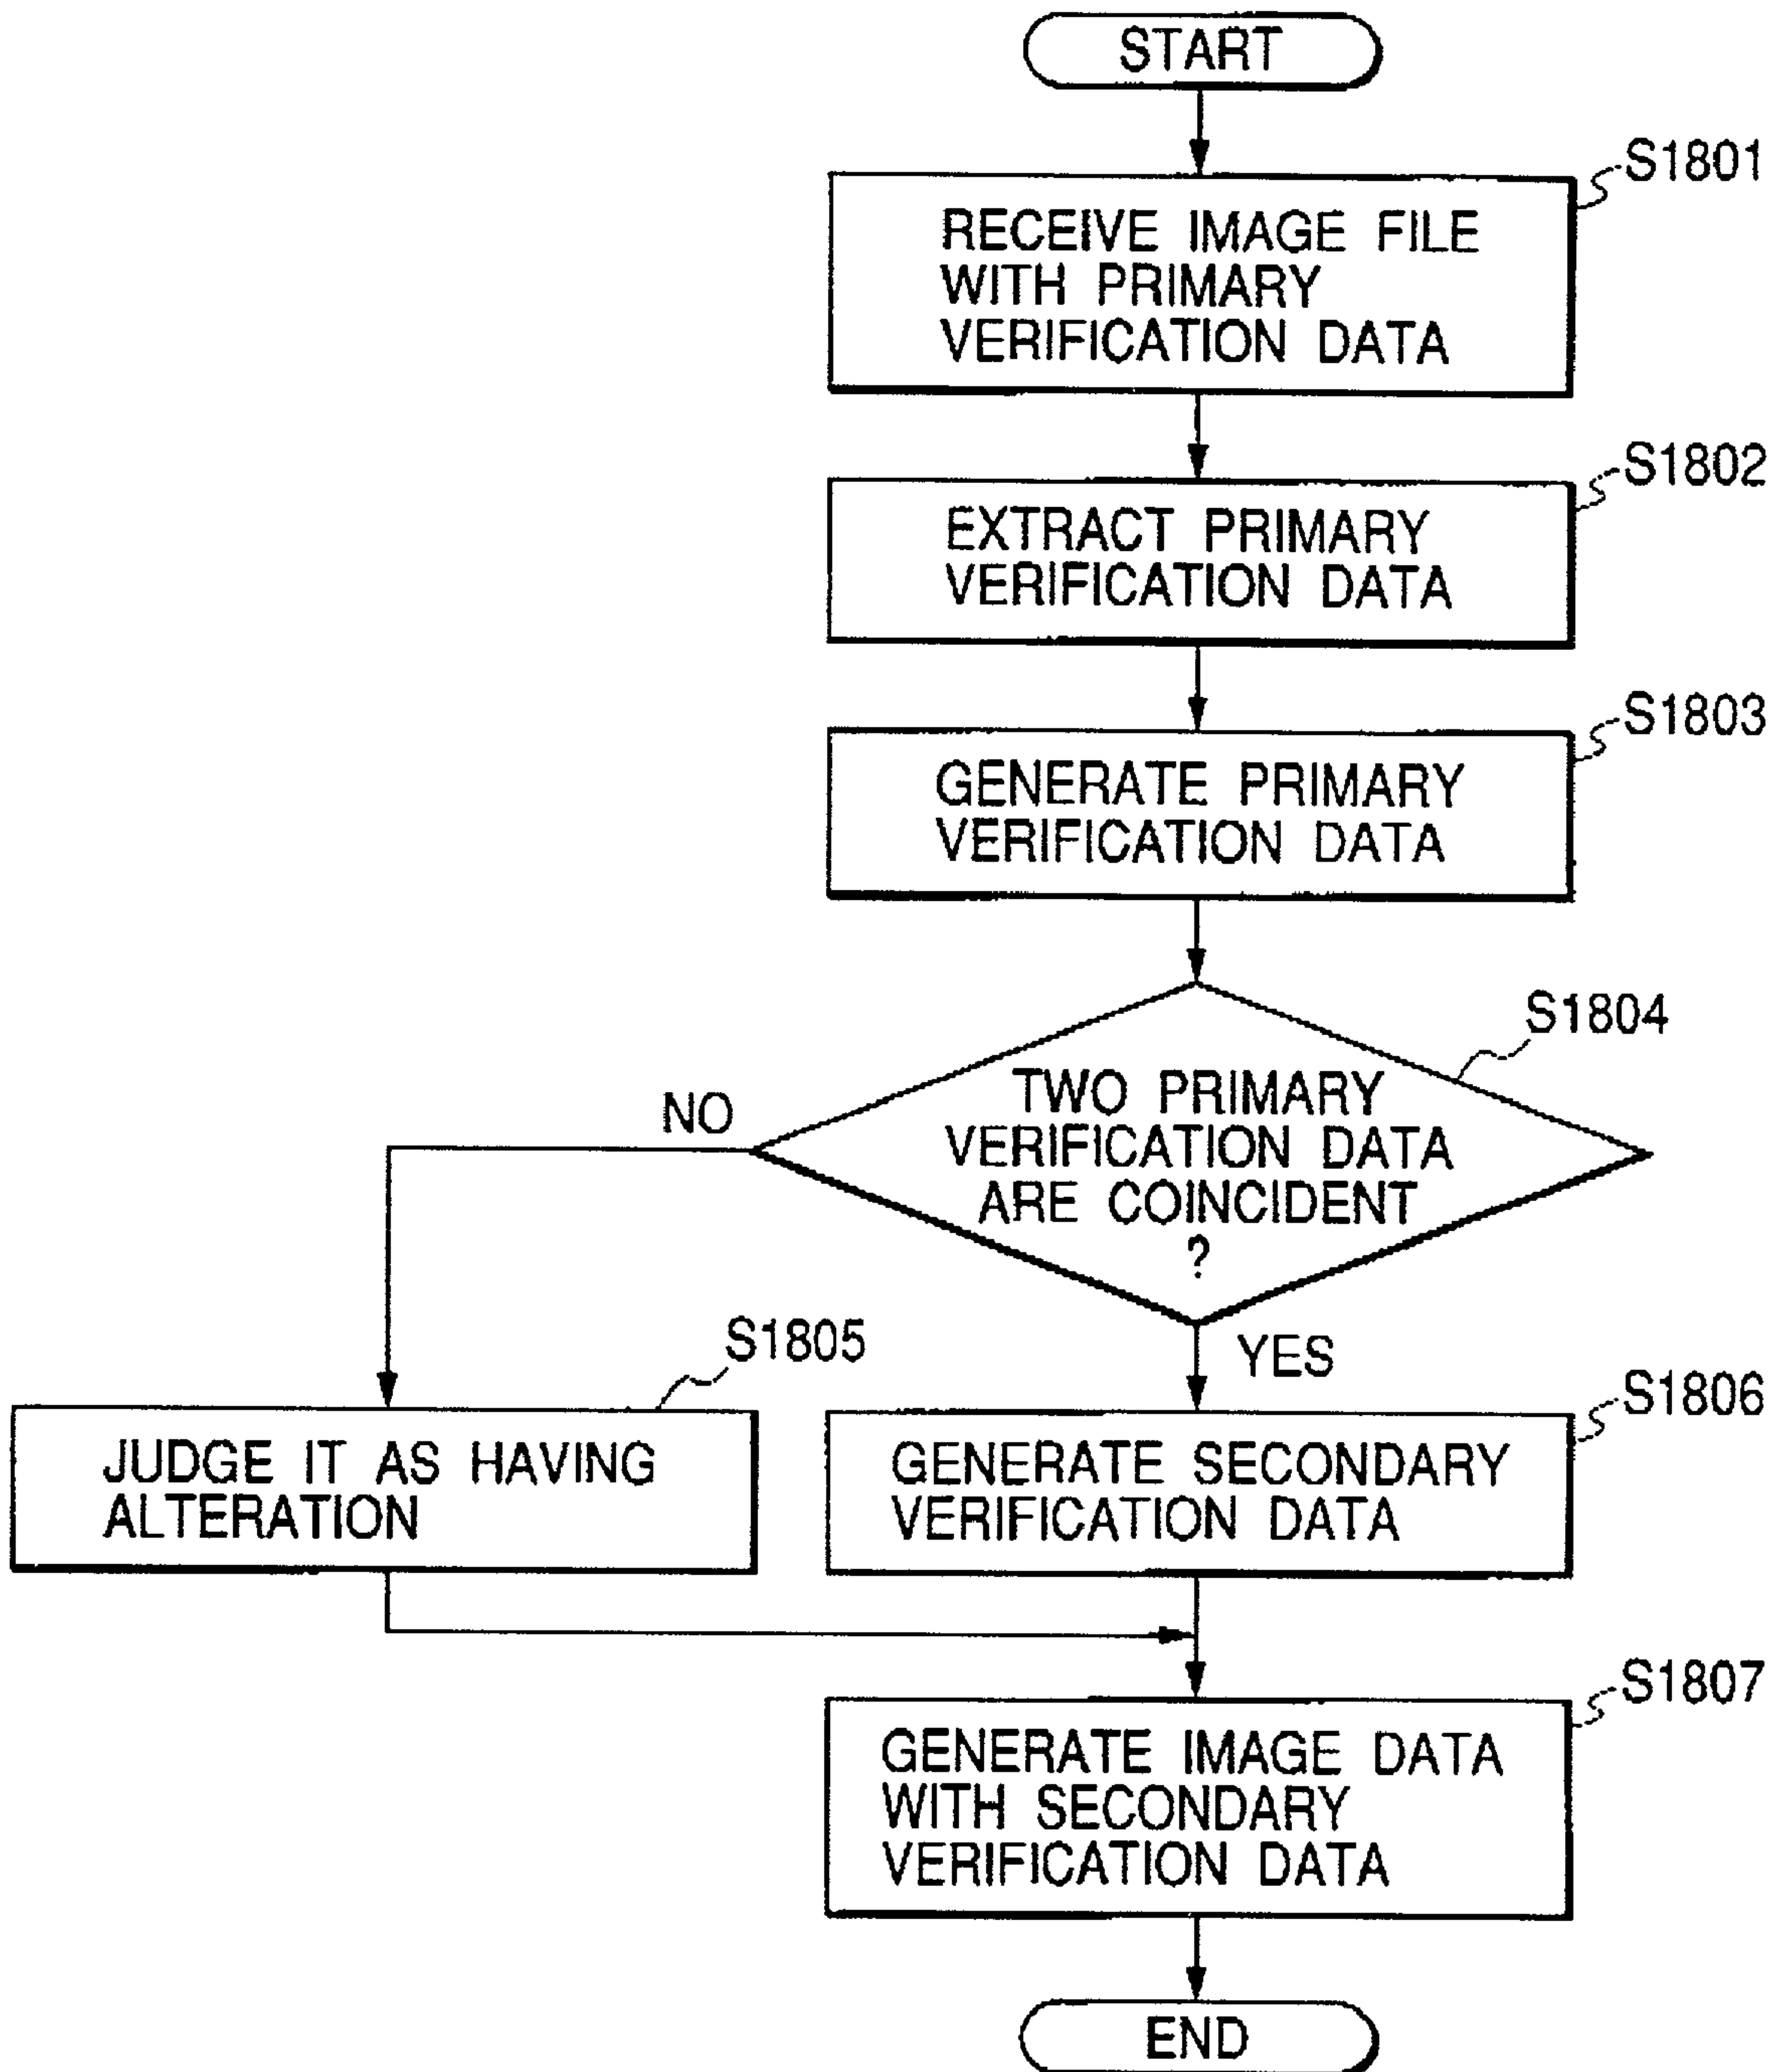 START
S1801
RECEIVE IMAGE FILE
WITH PRIMARY
VERIFICATION DATA
S1802
EXTRACT PRIMARY
VERIFICATION DATA
S1803
GENERATE PRIMARY
VERIFICATION DATA
S1804
TWO PRIMARY
VERIFICATION DATA
ARE COINCIDENT
?
NO
YES
S1805
JUDGE IT AS HAVING
ALTERATION
S1806
GENERATE SECONDARY
VERIFICATION DATA
S1807
GENERATE IMAGE DATA
WITH SECONDARY
VERIFICATION DATA
END